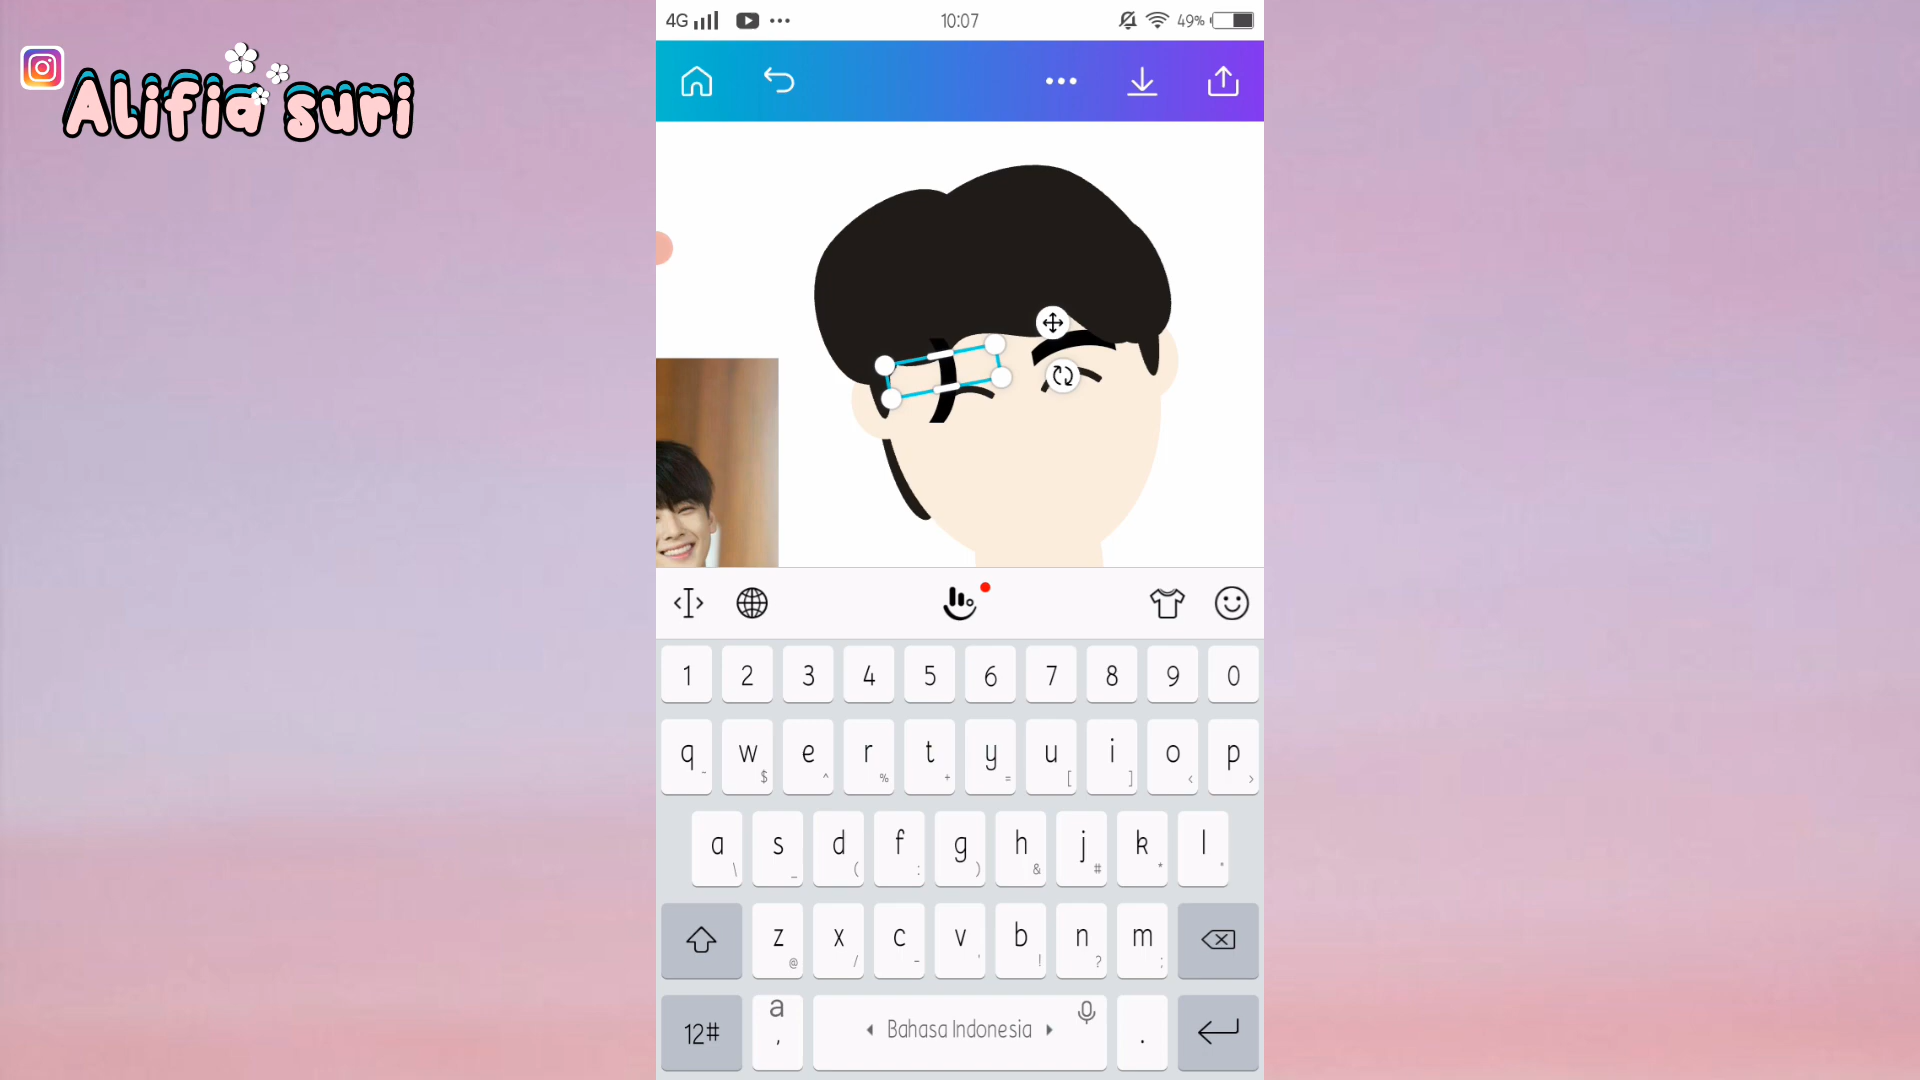 Alifia suri
4G 10:07 49%
)
1 2 3 4 5 6 7 8 9 0
q w e r t y u i o p
~ $ ^ % + = [ ] < >
a s d f g h j k l
\ _ ( : ) & # * "
z x c v b n m
@ / - ' ! ? ;
12# a , Bahasa Indonesia .